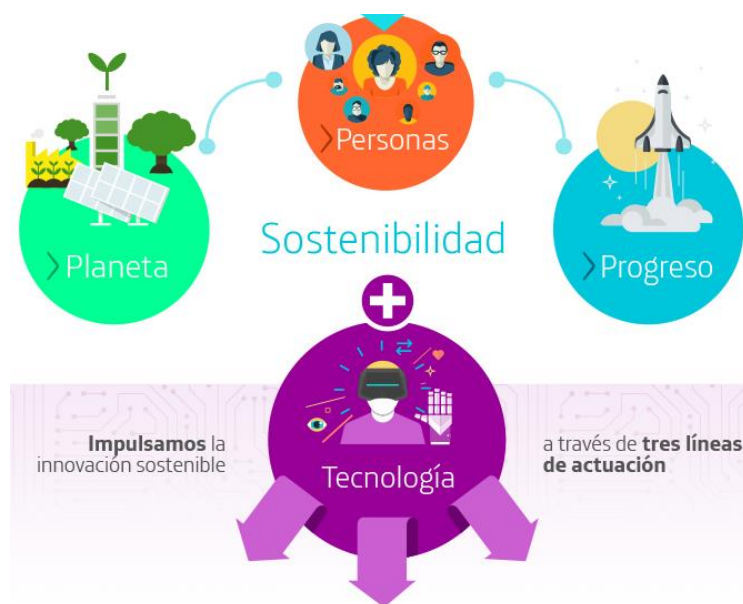 Personas
Planeta
Sostenibilidad
Progreso
Impulsamos la
innovación sostenible
Tecnología
a través de tres líneas
de actuación